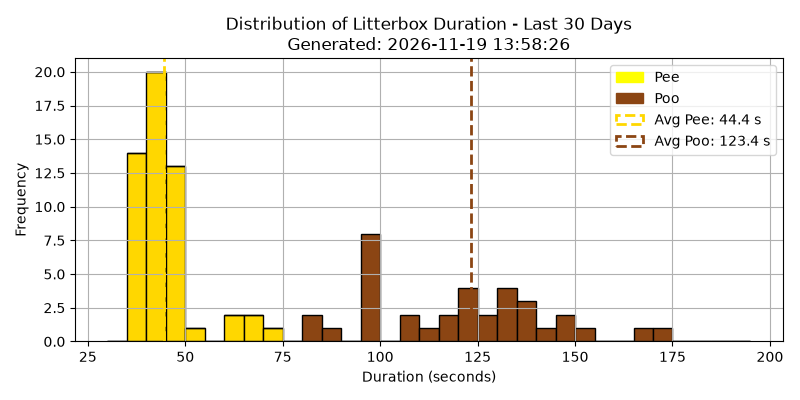 Distribution of Litterbox Duration - Last 30 Days
Generated: 2026-11-19 13:58:26
Pee
Poo
Avg Pee: 44.4 s
Avg Poo: 123.4 s
Frequency
20.0
17.5
15.0
12.5
10.0
7.5
5.0
2.5
0.0
25 50 75 100 125 150 175 200
Duration (seconds)